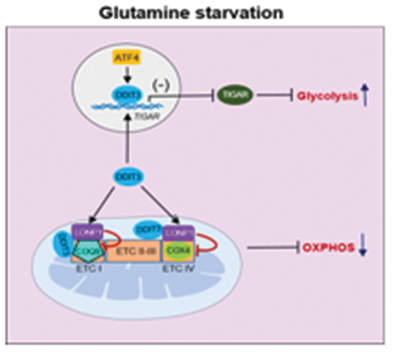 Glutamine starvation
ATF4
DDIT3
(-)
TIGAR
TIGAR
Glycolysis
DDIT3
DDIT3
LONP1
COQ9
ETC I
ETC II-III
DDIT3
LONP1
COX4
ETC IV
OXPHOS